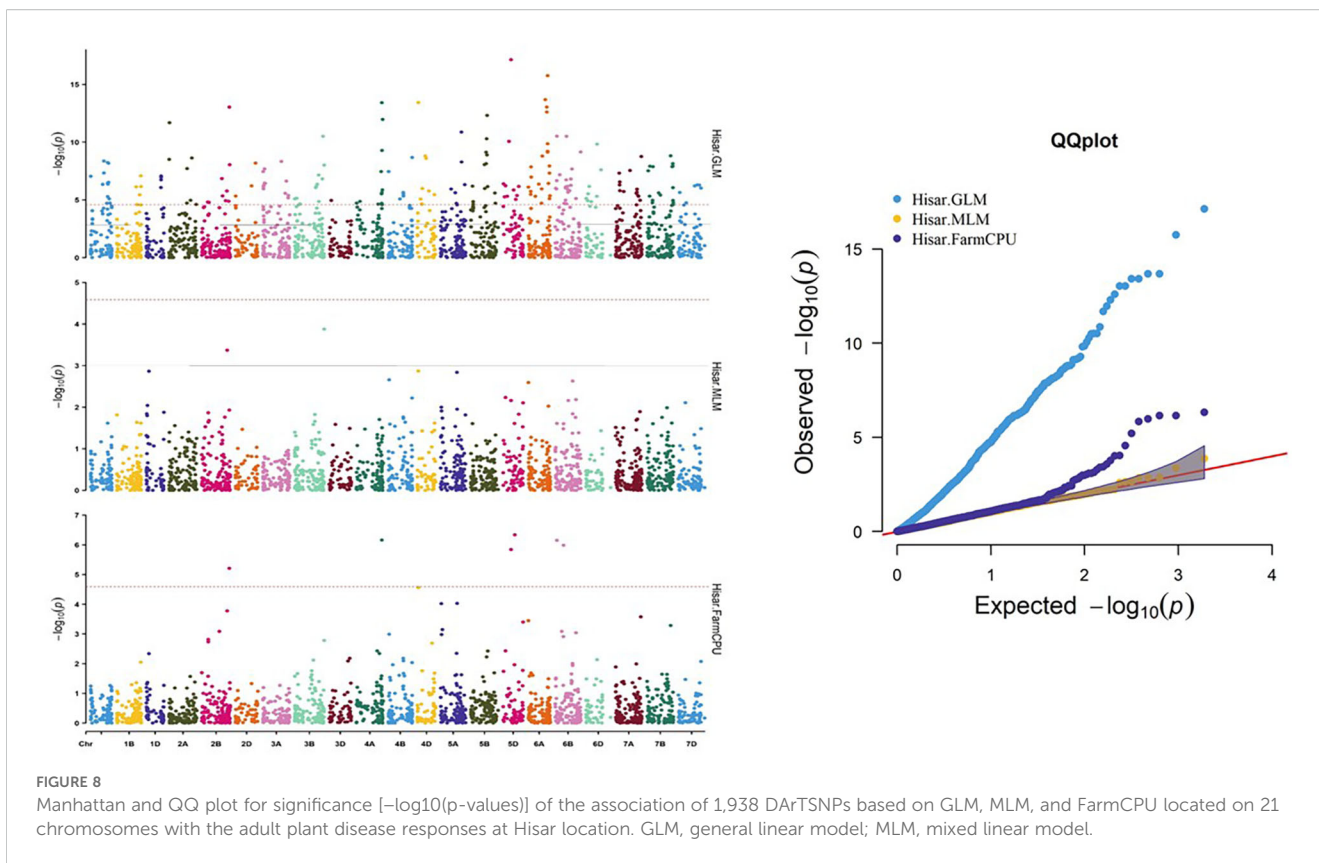 15
10
5
0
−log10(p)
Hisar.GLM
5
4
3
2
1
0
−log10(p)
Hisar.MLM
7
6
5
4
3
2
1
0
−log10(p)
Hisar.FarmCPU
Chr 1B 1D 2A 2B 2D 3A 3B 3D 4A 4B 4D 5A 5B 5D 6A 6B 6D 7A 7B 7D
QQplot
Hisar.GLM
Hisar.MLM
Hisar.FarmCPU
15
10
5
0
Observed −log10(p)
0 1 2 3 4
Expected −log10(p)
FIGURE 8
Manhattan and QQ plot for significance [−log10(p-values)] of the association of 1,938 DArTSNPs based on GLM, MLM, and FarmCPU located on 21
chromosomes with the adult plant disease responses at Hisar location. GLM, general linear model; MLM, mixed linear model.